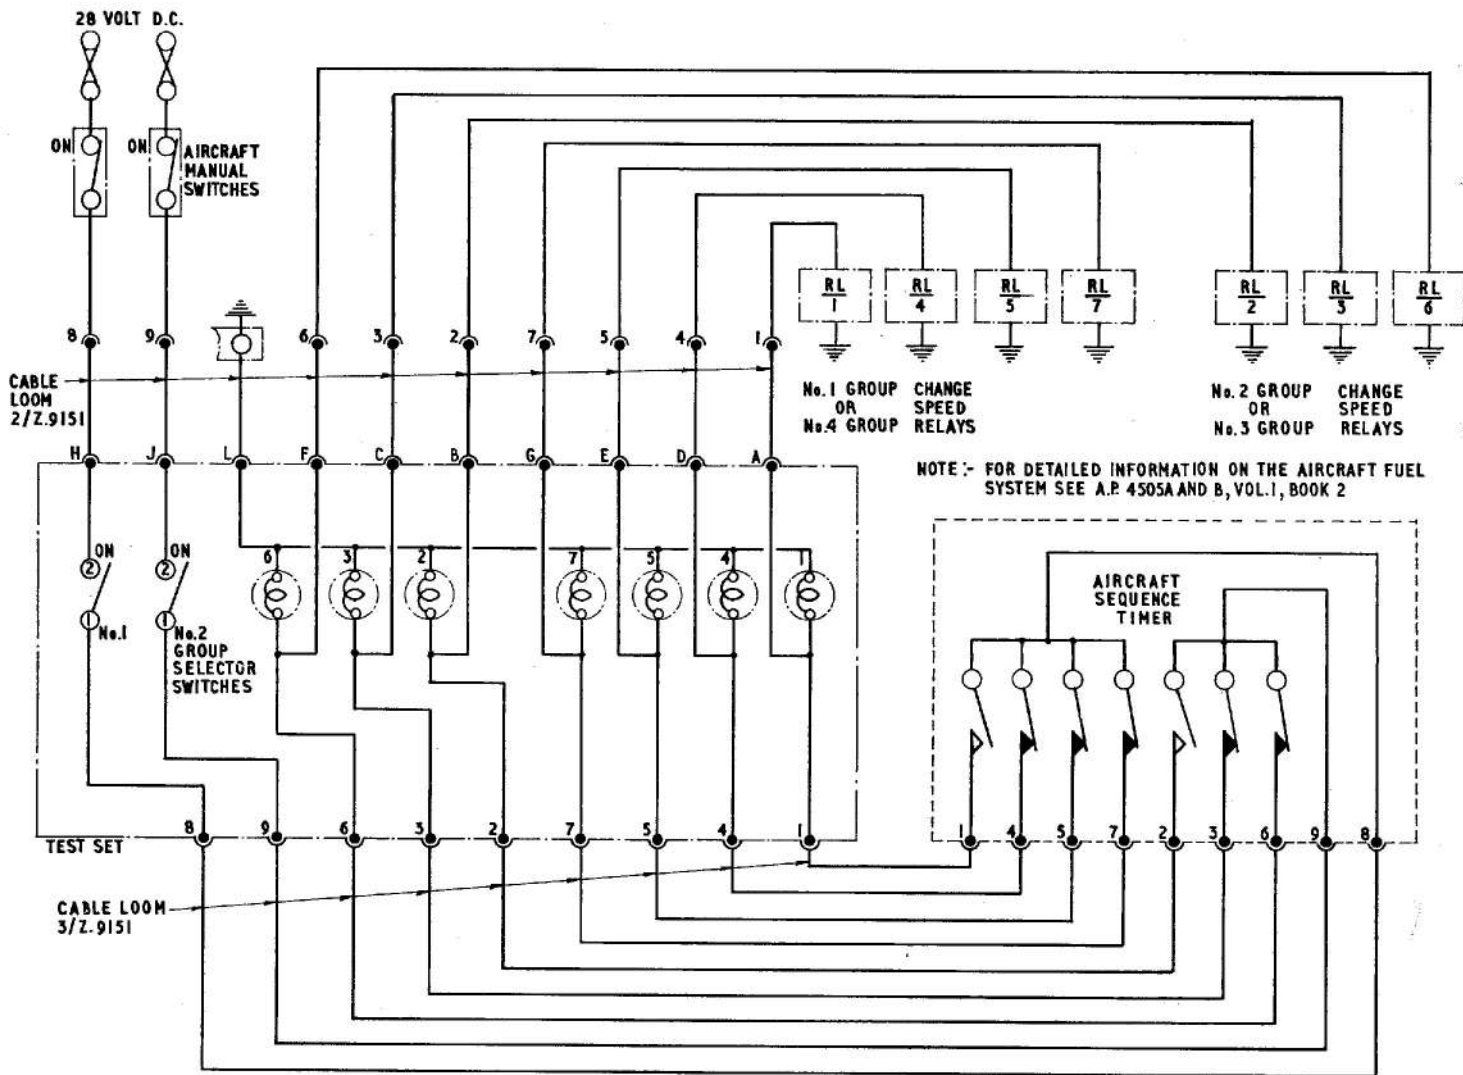 28 VOLT D.C.
ON
ON
AIRCRAFT
MANUAL
SWITCHES
RL
1
RL
4
RL
5
RL
7
RL
2
RL
3
RL
6
8
9
6
3
2
7
5
4
1
CABLE
LOOM
2/Z.9151
No.1 GROUP
OR
No.4 GROUP
CHANGE
SPEED
RELAYS
No.2 GROUP
OR
No.3 GROUP
CHANGE
SPEED
RELAYS
H
J
L
F
C
B
G
E
D
A
NOTE:- FOR DETAILED INFORMATION ON THE AIRCRAFT FUEL
SYSTEM SEE A.P. 4505A AND B, VOL.1, BOOK 2
ON
2
1
No.1
ON
2
1
No.2
GROUP
SELECTOR
SWITCHES
6
3
2
7
5
4
1
AIRCRAFT
SEQUENCE
TIMER
TEST SET
8
9
6
3
2
7
5
4
1
1
4
5
7
2
3
6
9
8
CABLE LOOM
3/Z.9151